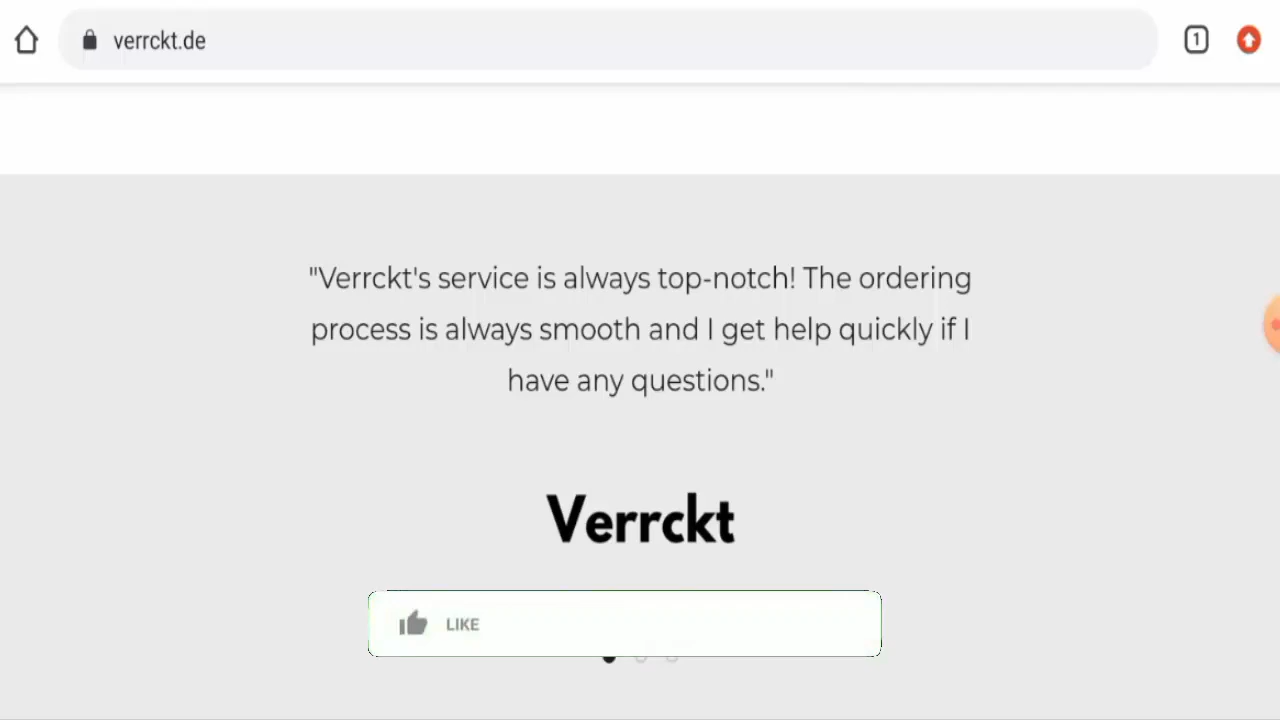 verrckt.de
1
"Verrckt's service is always top-notch! The ordering
process is always smooth and I get help quickly if I
have any questions."
Verrckt
LIKE